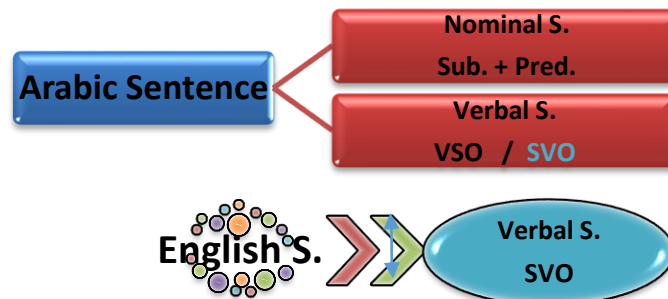 Nominal S.
Sub. + Pred.
Arabic Sentence
Verbal S.
VSO / SVO
English S.
Verbal S.
SVO